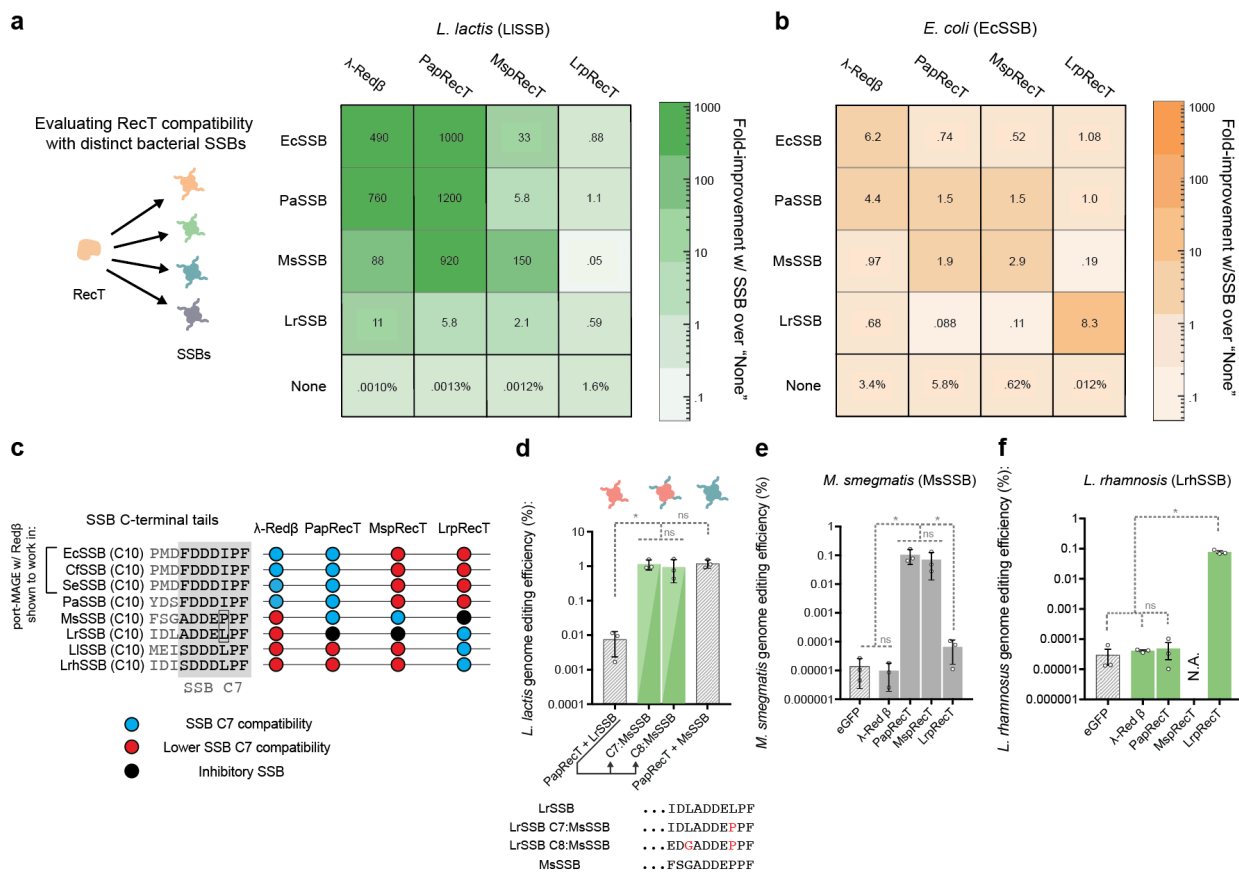 a
L. lactis (LlSSB)
Evaluating RecT compatibility
with distinct bacterial SSBs
RecT
SSBs
λ-Redβ PapRecT MspRecT LrpRecT
EcSSB 490 1000 33 .88
PaSSB 760 1200 5.8 1.1
MsSSB 88 920 150 .05
LrSSB 11 5.8 2.1 .59
None .0010% .0013% .0012% 1.6%
1000
100
10
1
.1
Fold-improvement w/ SSB over "None"
b
E. coli (EcSSB)
λ-Redβ PapRecT MspRecT LrpRecT
EcSSB 6.2 .74 .52 1.08
PaSSB 4.4 1.5 1.5 1.0
MsSSB .97 1.9 2.9 .19
LrSSB .68 .088 .11 8.3
None 3.4% 5.8% .62% .012%
1000
100
10
1
.1
Fold-improvement w/SSB over "None"
c
port-MAGE w/ Redβ
shown to work in:
SSB C-terminal tails
λ-Redβ PapRecT MspRecT LrpRecT
EcSSB (C10) PMDFDDDIPF
CfSSB (C10) PMDFDDDIPF
SeSSB (C10) PMDFDDDIPF
PaSSB (C10) YDSFDDDIPF
MsSSB (C10) FSGADDEPPF
LrSSB (C10) IDLADDELPF
LlSSB (C10) MEISDDDLPF
LrhSSB (C10) IDISDDDLPF
SSB C7
SSB C7 compatibility
Lower SSB C7 compatibility
Inhibitory SSB
d
L. lactis genome editing efficiency (%):
100
10
1
0.1
0.01
0.001
0.0001
* ns
ns
PapRecT + LrSSB
C7:MsSSB
C8:MsSSB
PapRecT + MsSSB
LrSSB ...IDLADDELPF
LrSSB C7:MsSSB ...IDLADDEPPF
LrSSB C8:MsSSB ...EDGADDEPPF
MsSSB FSGADDEPPF
e
M. smegmatis (MsSSB)
M. smegmatis genome editing efficiency (%)
10
1
0.1
0.01
0.001
0.0001
0.00001
0.000001
* *
ns
ns
eGFP
λ-Red β
PapRecT
MspRecT
LrpRecT
f
L. rhamnosis (LrhSSB)
L. rhamnosus genome editing efficiency (%):
10
1
0.1
0.01
0.001
0.0001
0.00001
0.000001
*
ns
N.A.
eGFP
λ-Red β
PapRecT
MspRecT
LrpRecT